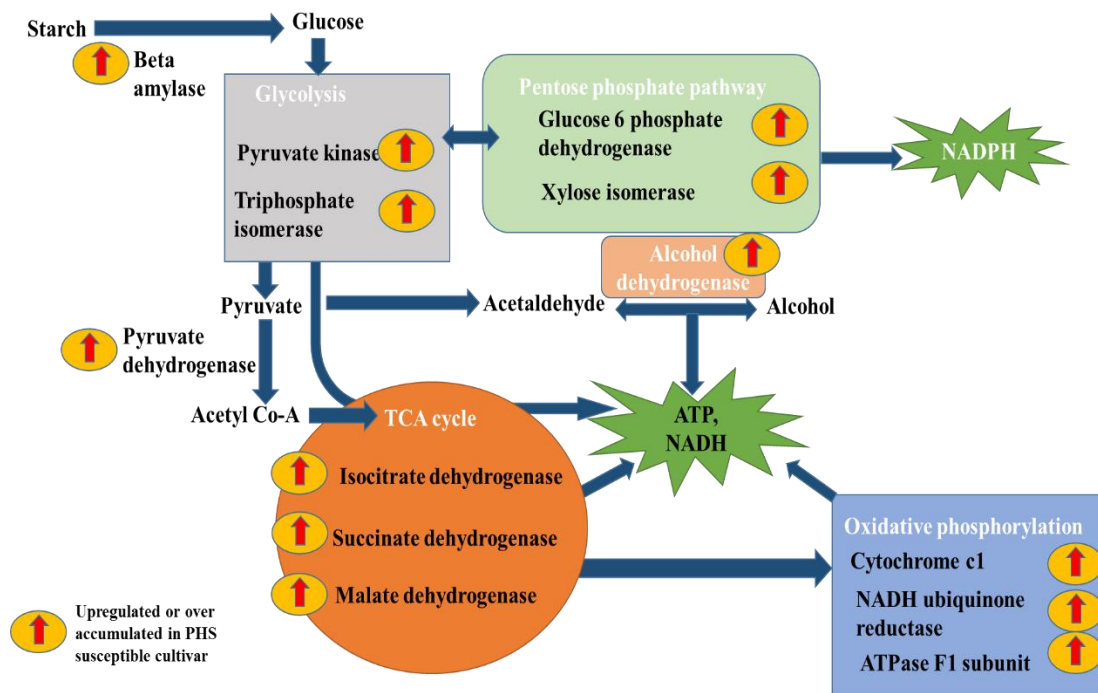 Starch
Glucose
Beta
amylase
Glycolysis
Pyruvate kinase
Triphosphate
isomerase
Pentose phosphate pathway
Glucose 6 phosphate
dehydrogenase
Xylose isomerase
NADPH
Alcohol
dehydrogenase
Pyruvate
Acetaldehyde
Alcohol
Pyruvate
dehydrogenase
Acetyl Co-A
TCA cycle
ATP,
NADH
Isocitrate dehydrogenase
Succinate dehydrogenase
Malate dehydrogenase
Oxidative phosphorylation
Cytochrome c1
NADH ubiquinone
reductase
ATPase F1 subunit
Upregulated or over
accumulated in PHS
susceptible cultivar